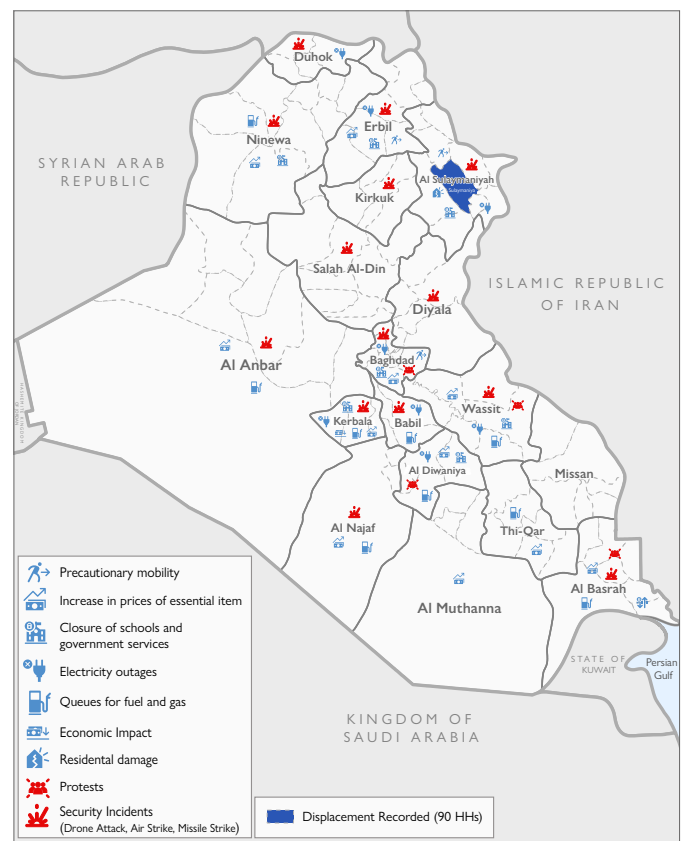 Duhok
Ninewa
Erbil
SYRIAN ARAB
REPUBLIC
Kirkuk
Al Sulaymaniyah
Sulaymaniya
Salah Al-Din
ISLAMIC REPUBLIC
OF IRAN
Diyala
Al Anbar
Baghdad
Wassit
Kerbala
Babil
Al Diwaniya
Missan
Al Najaf
Thi-Qar
Al Basrah
Al Muthanna
STATE OF
KUWAIT
Persian
Gulf
KINGDOM OF
SAUDI ARABIA
Precautionary mobility
Increase in prices of essential item
Closure of schools and
government services
Electricity outages
Queues for fuel and gas
Economic Impact
Residental damage
Protests
Security Incidents
(Drone Attack, Air Strike, Missile Strike)
Displacement Recorded (90 HHs)